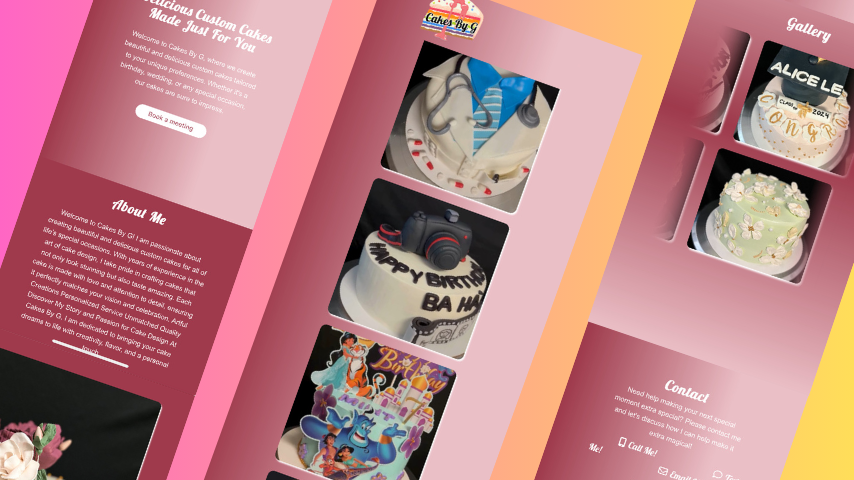 Delicious Custom Cakes
Made Just For You
Welcome to Cakes By G, where we create
beautiful and delicious custom cakes tailored
to your unique preferences. Whether it's a
birthday, wedding, or any special occasion,
our cakes are sure to impress.
Book a meeting
About Me
Welcome to Cakes By G! I am passionate about
creating beautiful and delicious custom cakes for all of
life's special occasions. With years of experience in the
art of cake design, I take pride in crafting cakes that
not only look stunning but also taste amazing. Each
cake is made with love and attention to detail, ensuring
it perfectly matches your vision and celebration. Artful
Creations Personalized Service Unmatched Quality
Discover My Story and Passion for Cake Design At
Cakes By G, I am dedicated to bringing your cake
dreams to life with creativity, flavor, and a personal
touch.
Cakes By G
HAPPY BIRTH
BA HA
Birthday
Gallery
ALICE LE
CLASS OF 2024
CONGR
Contact
Need help making your next special
moment extra special? Please contact me
and let's discuss how I can help make it
extra magical!
Me!
Call Me!
Email